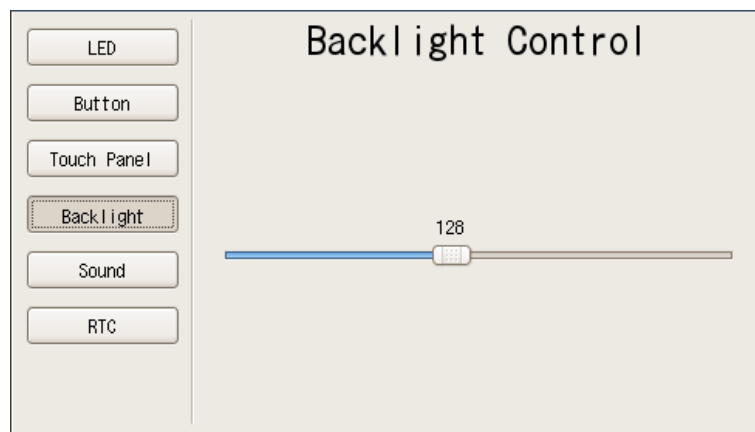 Backlight Control
LED
Button
Touch Panel
Backlight
Sound
RTC
128